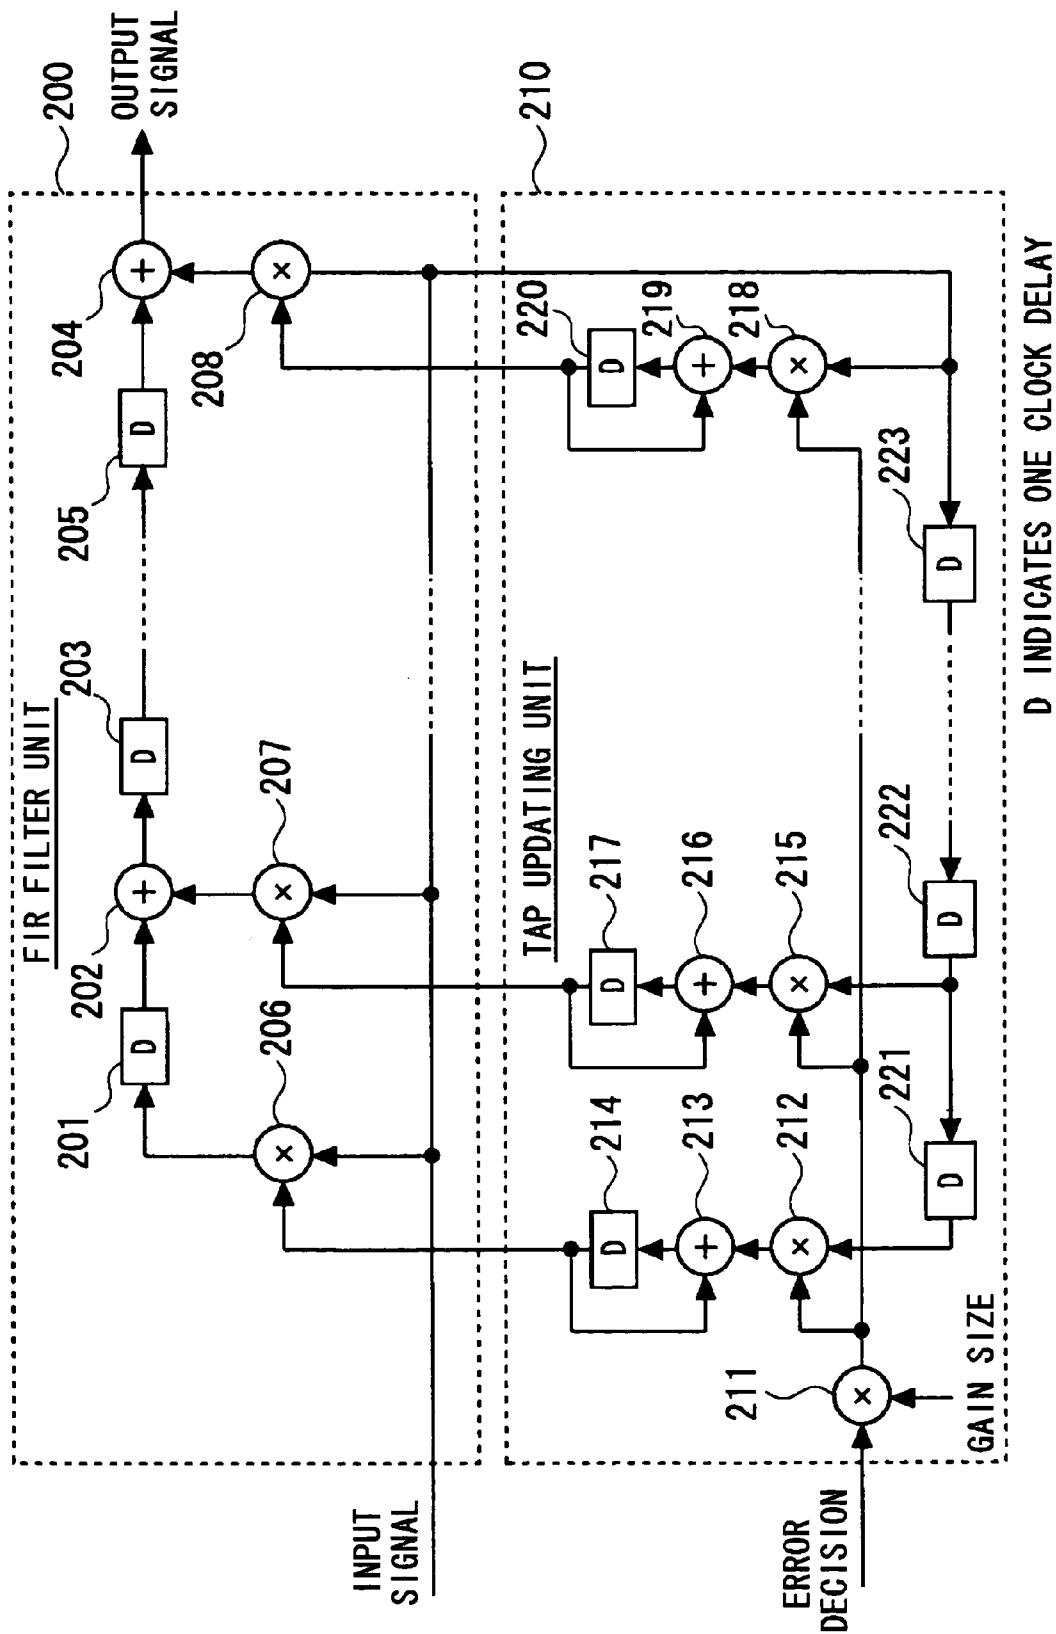 FIR FILTER UNIT
200
201
D
202
+
203
D
205
D
204
+
OUTPUT
SIGNAL
206
×
207
×
208
×
INPUT
SIGNAL
TAP UPDATING UNIT
210
214
D
217
D
220
D
213
+
216
+
219
+
212
×
215
×
218
×
211
×
ERROR
DECISION
GAIN SIZE
221
D
222
D
223
D
D INDICATES ONE CLOCK DELAY